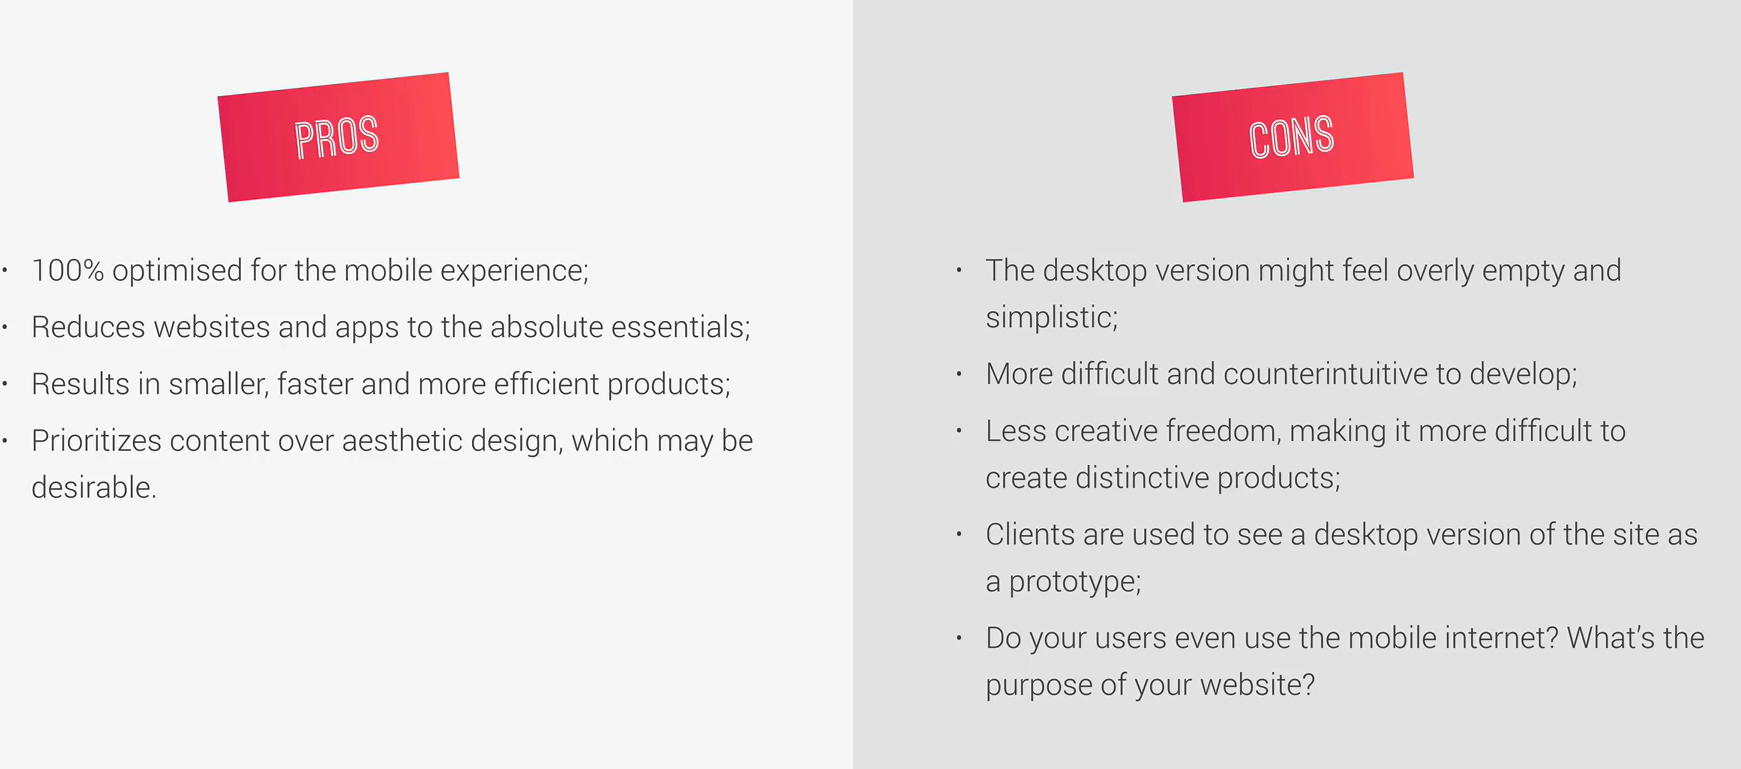 PROS
• 100% optimised for the mobile experience;
• Reduces websites and apps to the absolute essentials;
• Results in smaller, faster and more efficient products;
• Prioritizes content over aesthetic design, which may be
desirable.
CONS
• The desktop version might feel overly empty and
simplistic;
• More difficult and counterintuitive to develop;
• Less creative freedom, making it more difficult to
create distinctive products;
• Clients are used to see a desktop version of the site as
a prototype;
• Do your users even use the mobile internet? What’s the
purpose of your website?